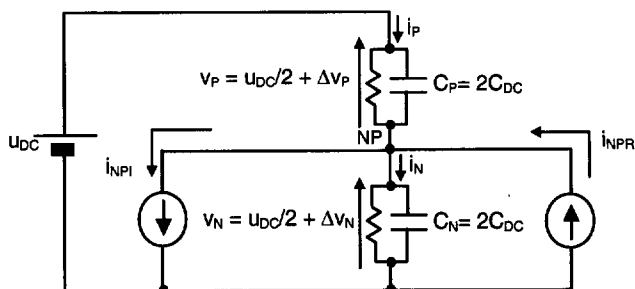 iP
vP = uDC/2 + ΔvP
CP= 2CDC
uDC
NP
iNPI
iN
iNPR
vN = uDC/2 + ΔvN
CN= 2CDC